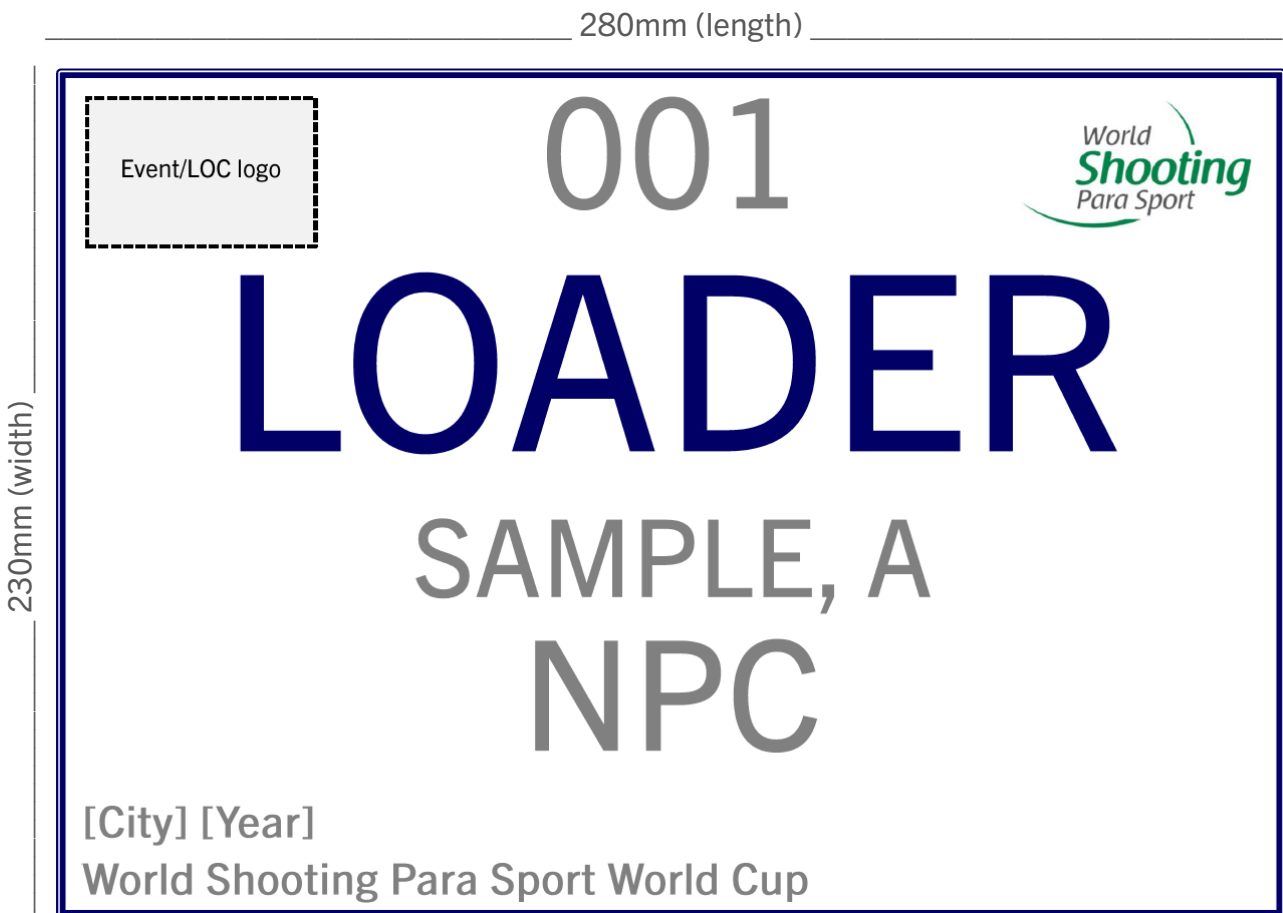 280mm (length)
230mm (width)
Event/LOC logo
001
World
Shooting
Para Sport
LOADER
SAMPLE, A
NPC
[City] [Year]
World Shooting Para Sport World Cup